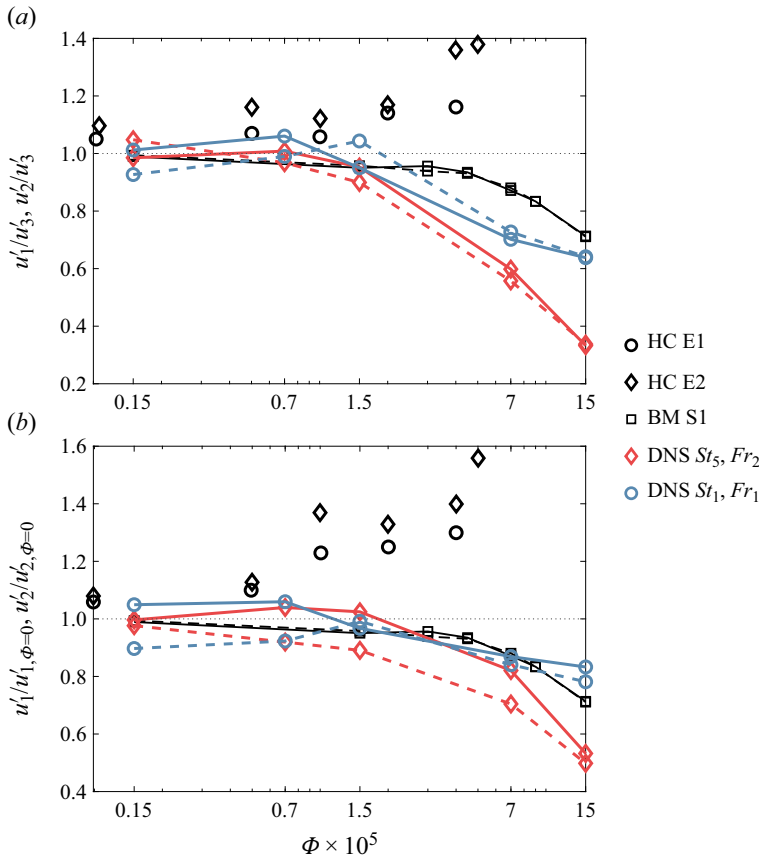 (a)
1.4
1.2
1.0
0.8
0.6
0.4
0.2
u′1/u′3, u′2/u′3
0.15 0.7 1.5 7 15
HC E1
HC E2
BM S1
DNS St5, Fr2
DNS St1, Fr1
(b)
1.6
1.4
1.2
1.0
0.8
0.6
0.4
u′1/u′1,Φ=0, u′2/u′2,Φ=0
0.15 0.7 1.5 7 15
Φ × 10^5